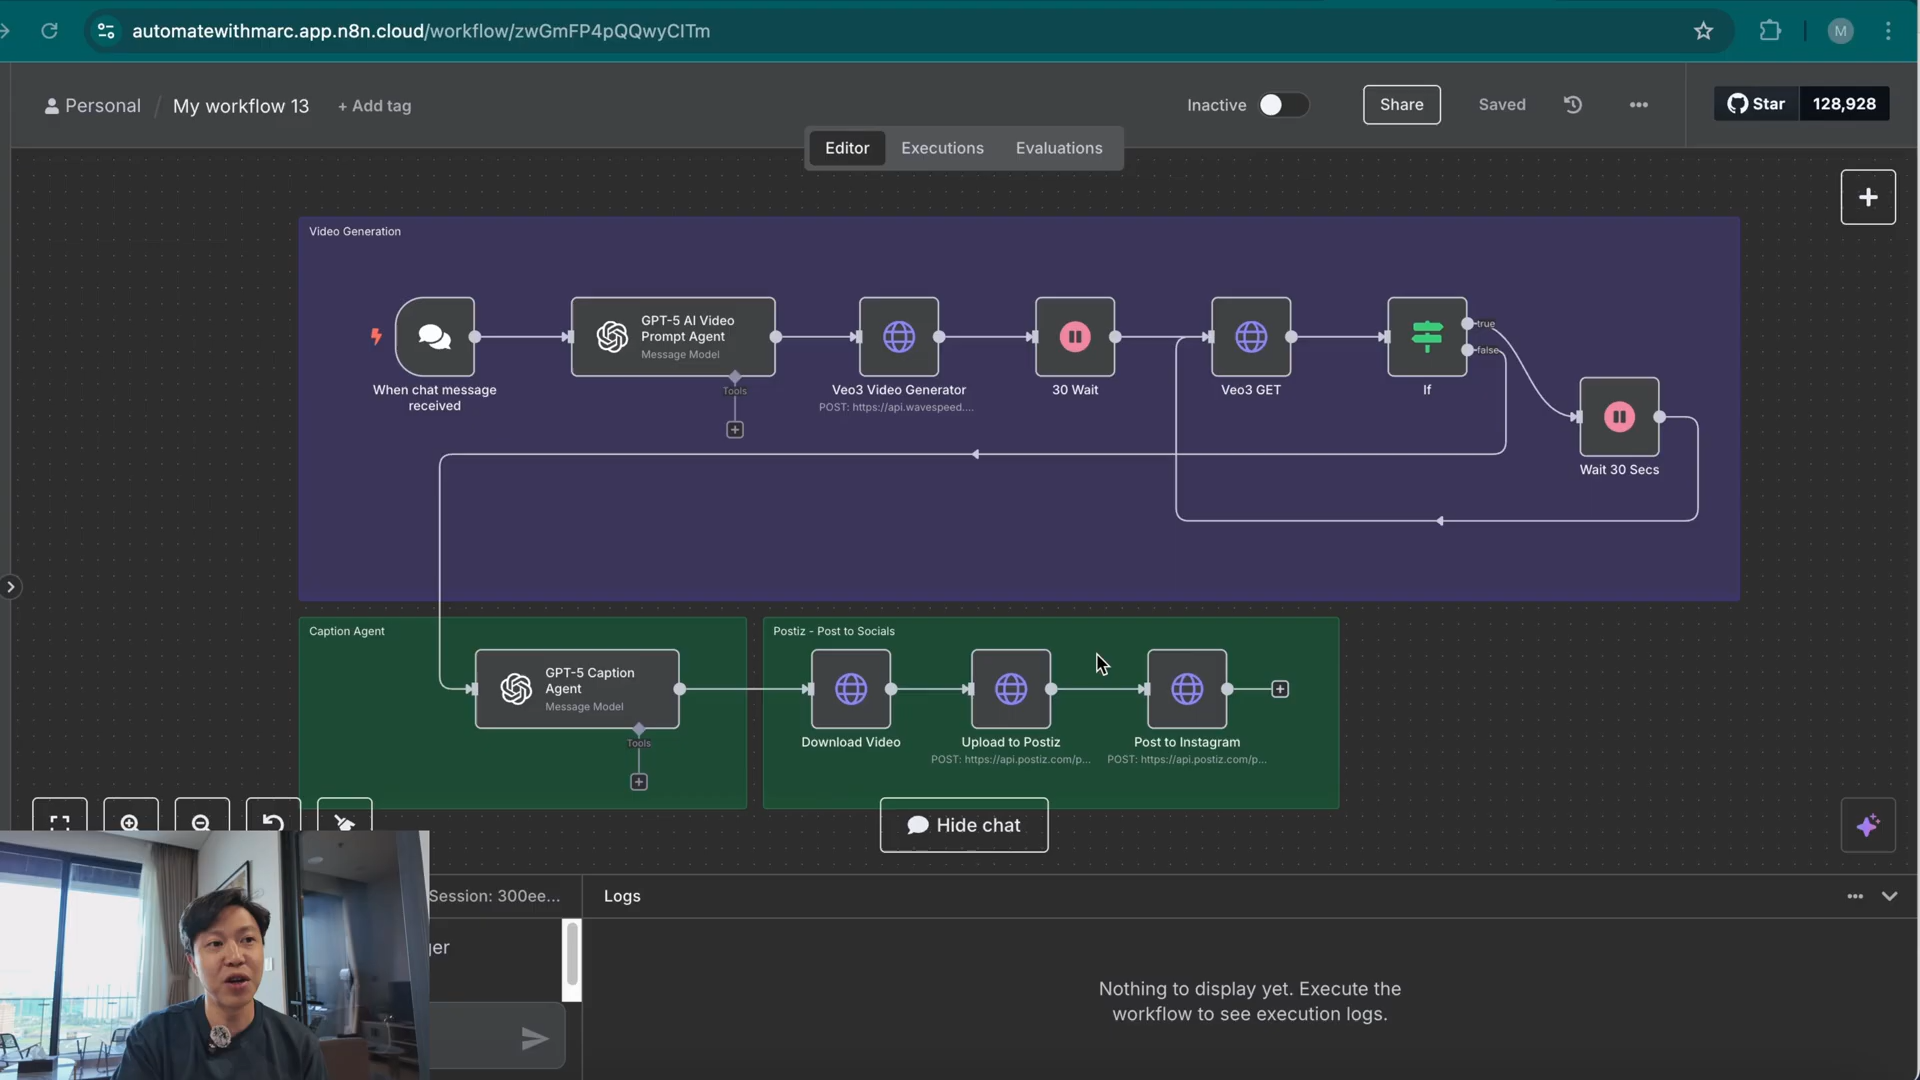 automatewithmarc.app.n8n.cloud/workflow/zwGmFP4pQQwyCITm
M
Personal / My workflow 13 + Add tag
Inactive
Share
Saved
Star 128,928
Editor Executions Evaluations
Video Generation
When chat message
received
GPT-5 AI Video
Prompt Agent
Message Model
Tools
Veo3 Video Generator
POST: https://api.wavespeed....
30 Wait
Veo3 GET
If
true
false
Wait 30 Secs
Caption Agent
GPT-5 Caption
Agent
Message Model
Tools
Postiz - Post to Socials
Download Video
Upload to Postiz
POST: https://api.postiz.com/p...
Post to Instagram
POST: https://api.postiz.com/p...
Hide chat
Session: 300ee...
Logs
Nothing to display yet. Execute the
workflow to see execution logs.